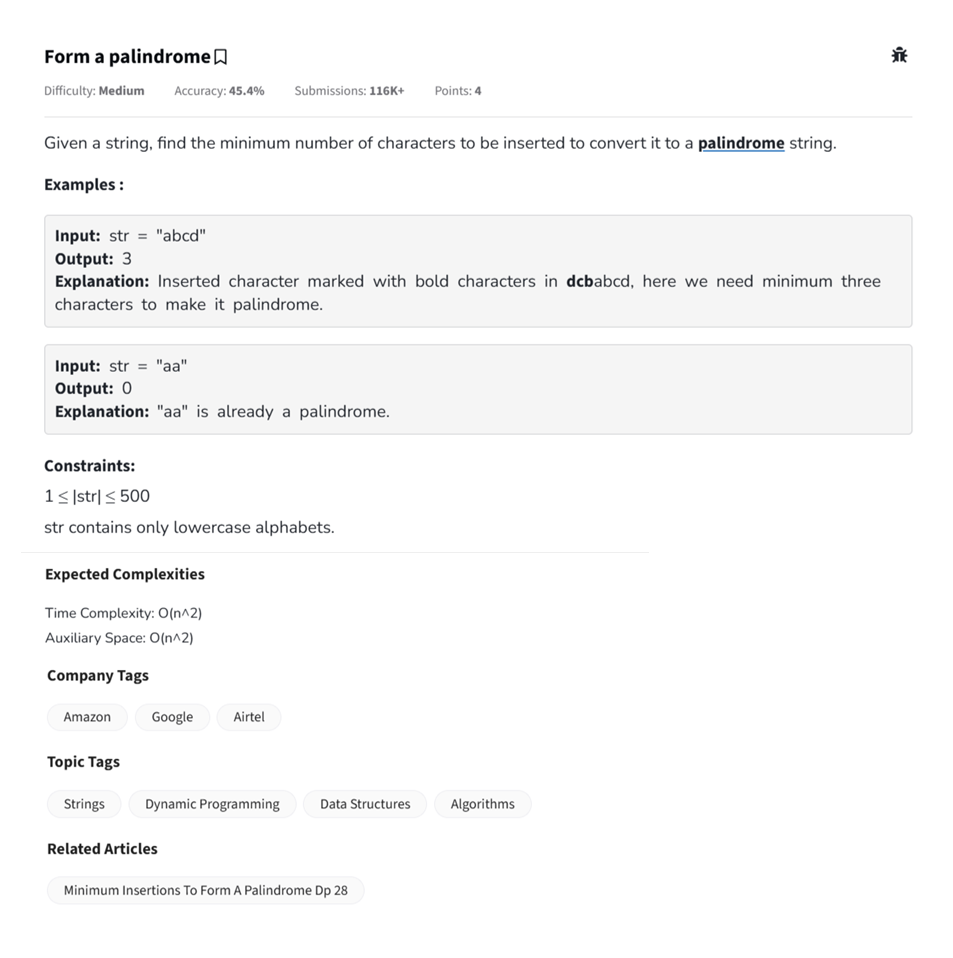 Form a palindrome
Difficulty: Medium Accuracy: 45.4% Submissions: 116K+ Points: 4
Given a string, find the minimum number of characters to be inserted to convert it to a palindrome string.
Examples :
Input: str = "abcd"
Output: 3
Explanation: Inserted character marked with bold characters in dcbabcd, here we need minimum three
characters to make it palindrome.
Input: str = "aa"
Output: 0
Explanation: "aa" is already a palindrome.
Constraints:
1 ≤ |str| ≤ 500
str contains only lowercase alphabets.
Expected Complexities
Time Complexity: O(n^2)
Auxiliary Space: O(n^2)
Company Tags
Amazon Google Airtel
Topic Tags
Strings Dynamic Programming Data Structures Algorithms
Related Articles
Minimum Insertions To Form A Palindrome Dp 28